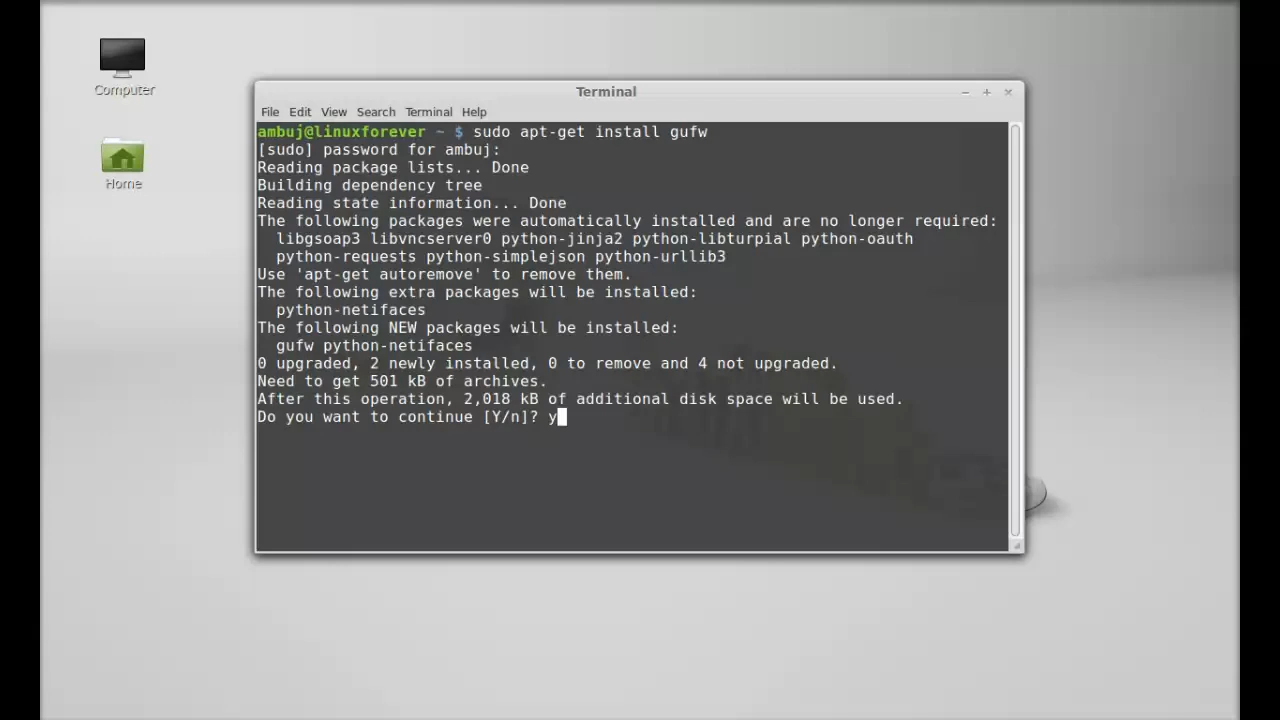 Computer
Home
Terminal
File Edit View Search Terminal Help
ambuj@linuxforever ~ $ sudo apt-get install gufw
[sudo] password for ambuj:
Reading package lists... Done
Building dependency tree
Reading state information... Done
The following packages were automatically installed and are no longer required:
  libgsoap3 libvncserver0 python-jinja2 python-libturpial python-oauth
  python-requests python-simplejson python-urllib3
Use 'apt-get autoremove' to remove them.
The following extra packages will be installed:
  python-netifaces
The following NEW packages will be installed:
  gufw python-netifaces
0 upgraded, 2 newly installed, 0 to remove and 4 not upgraded.
Need to get 501 kB of archives.
After this operation, 2,018 kB of additional disk space will be used.
Do you want to continue [Y/n]? y